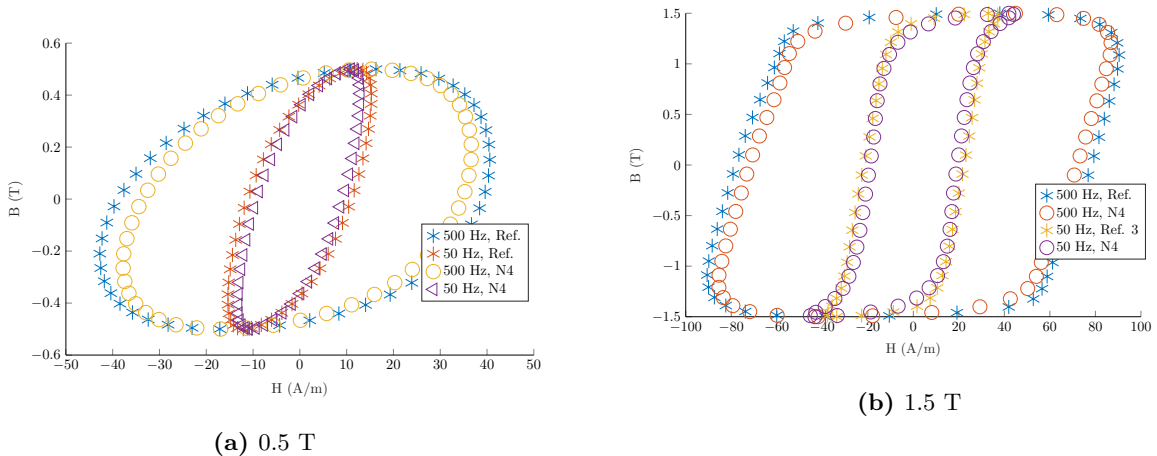 0.6
0.4
0.2
0
−0.2
−0.4
−0.6
B (T)
−50 −40 −30 −20 −10 0 10 20 30 40 50
H (A/m)
500 Hz, Ref.
50 Hz, Ref.
500 Hz, N4
50 Hz, N4
(a) 0.5 T
1.5
1
0.5
0
−0.5
−1
−1.5
B (T)
−100 −80 −60 −40 −20 0 20 40 60 80 100
H (A/m)
500 Hz, Ref.
500 Hz, N4
50 Hz, Ref. 3
50 Hz, N4
(b) 1.5 T